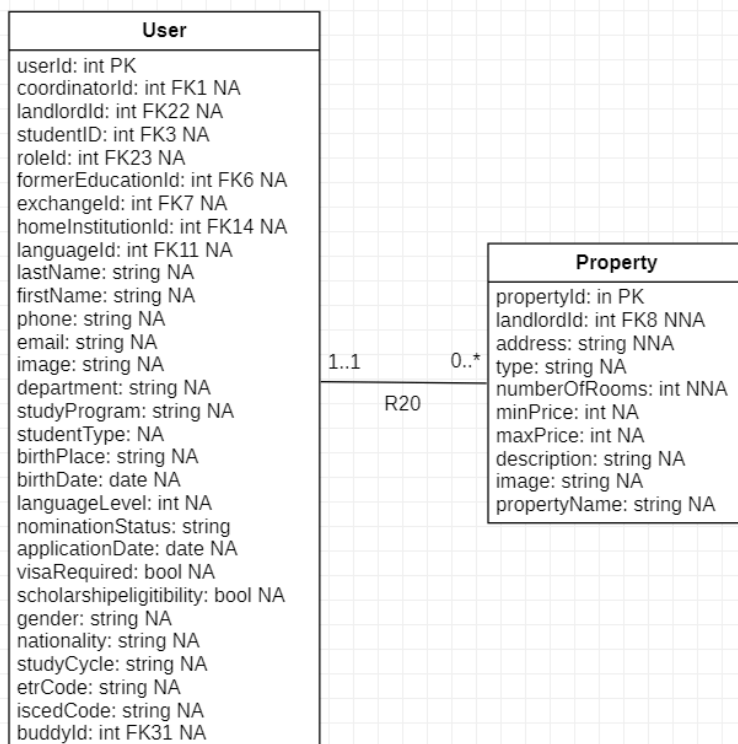 User
userId: int PK
coordinatorId: int FK1 NA
landlordId: int FK22 NA
studentID: int FK3 NA
roleId: int FK23 NA
formerEducationId: int FK6 NA
exchangeId: int FK7 NA
homeInstitutionId: int FK14 NA
languageId: int FK11 NA
lastName: string NA
firstName: string NA
phone: string NA
email: string NA
image: string NA
department: string NA
studyProgram: string NA
studentType: NA
birthPlace: string NA
birthDate: date NA
languageLevel: int NA
nominationStatus: string
applicationDate: date NA
visaRequired: bool NA
scholarshipeligitibility: bool NA
gender: string NA
nationality: string NA
studyCycle: string NA
etrCode: string NA
iscedCode: string NA
buddyId: int FK31 NA
1..1
0..*
R20
Property
propertyId: in PK
landlordId: int FK8 NNA
address: string NNA
type: string NA
numberOfRooms: int NNA
minPrice: int NA
maxPrice: int NA
description: string NA
image: string NA
propertyName: string NA